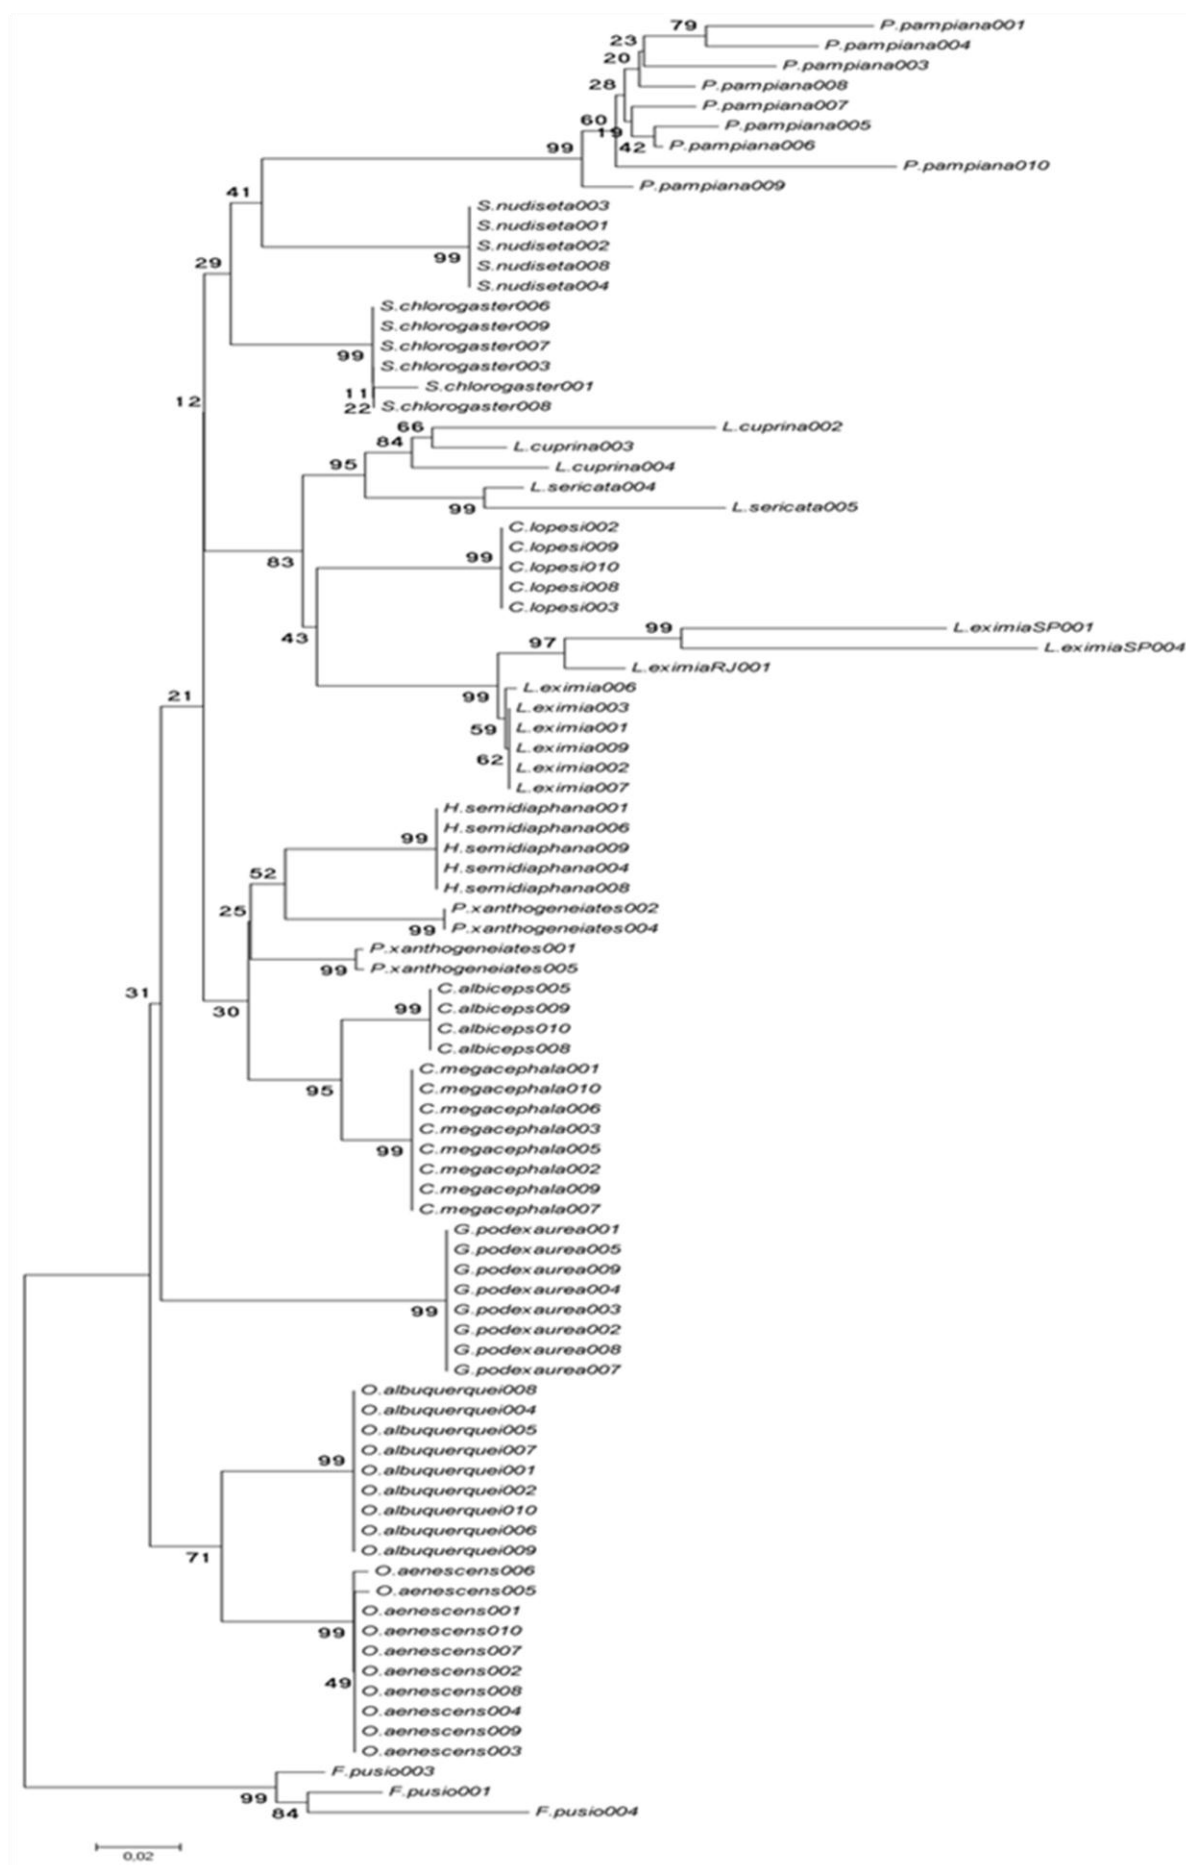 79 P.pampiana001
23 P.pampiana004
20 P.pampiana003
28 P.pampiana008
P.pampiana007
60 P.pampiana005
19
99 42 P.pampiana006
P.pampiana010
41 P.pampiana009
S.nudiseta003
S.nudiseta001
S.nudiseta002
29 99 S.nudiseta008
S.nudiseta004
S.chlorogaster006
S.chlorogaster009
99 S.chlorogaster007
S.chlorogaster003
11 S.chlorogaster001
12 22 S.chlorogaster008
66 L.cuprina002
84 L.cuprina003
95 L.cuprina004
L.sericata004
99 L.sericata005
C.lopesi002
99 C.lopesi009
83 C.lopesi010
C.lopesi008
C.lopesi003
99 L.eximiaSP001
43 97 L.eximiaSP004
L.eximiaRJ001
21 99 L.eximia006
L.eximia003
59 L.eximia001
L.eximia009
62 L.eximia002
L.eximia007
H.semidiaphana001
99 H.semidiaphana006
H.semidiaphana009
52 H.semidiaphana004
H.semidiaphana008
25 P.xanthogeneiates002
99 P.xanthogeneiates004
P.xanthogeneiates001
99 P.xanthogeneiates005
31 C.albiceps005
30 99 C.albiceps009
C.albiceps010
C.albiceps008
C.megacephala001
95 C.megacephala010
C.megacephala006
C.megacephala003
99 C.megacephala005
C.megacephala002
C.megacephala009
C.megacephala007
G.podexaurea001
G.podexaurea005
G.podexaurea009
G.podexaurea004
99 G.podexaurea003
G.podexaurea002
G.podexaurea008
G.podexaurea007
O.albuquerquei008
O.albuquerquei004
O.albuquerquei005
O.albuquerquei007
99 O.albuquerquei001
O.albuquerquei002
O.albuquerquei010
O.albuquerquei006
71 O.albuquerquei009
O.aenescens006
O.aenescens005
O.aenescens001
99 O.aenescens010
O.aenescens007
49 O.aenescens002
O.aenescens008
O.aenescens004
O.aenescens009
O.aenescens003
F.pusio003
99 F.pusio001
84 F.pusio004
0,02